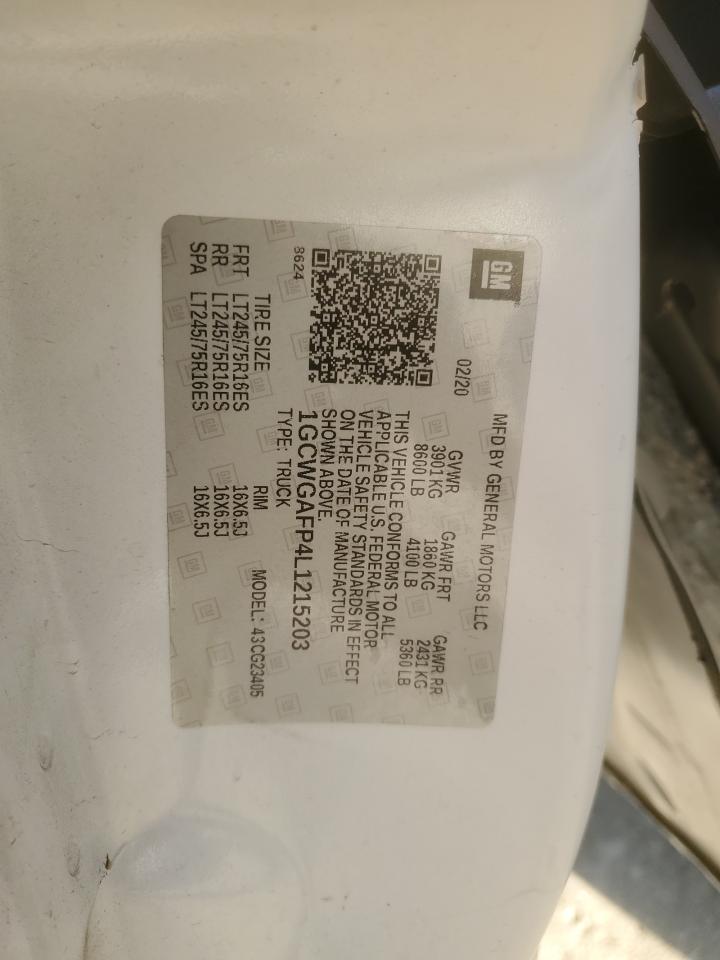 GM
MFD BY GENERAL MOTORS LLC
02/20
GVWR GAWR FRT GAWR RR
3901 KG 1860 KG 2431 KG
8600 LB 4100 LB 5360 LB
THIS VEHICLE CONFORMS TO ALL
APPLICABLE U.S. FEDERAL MOTOR
VEHICLE SAFETY STANDARDS IN EFFECT
ON THE DATE OF MANUFACTURE
SHOWN ABOVE.
8624
1GCWGAFP4L1215203
TYPE: TRUCK
TIRE SIZE RIM MODEL: 43CG23405
FRT LT245/75R16ES 16X6.5J
RR LT245/75R16ES 16X6.5J
SPA LT245/75R16ES 16X6.5J